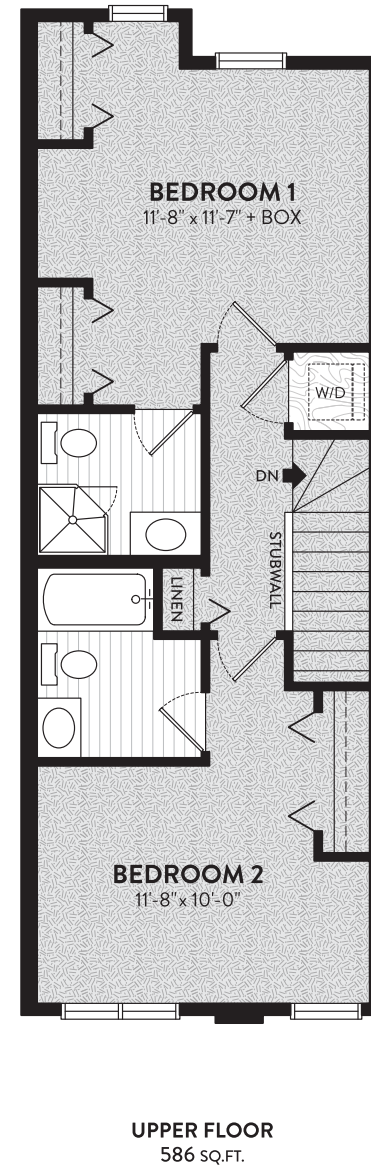 BEDROOM 1
11'-8" x 11'-7" + BOX
W/D
DN
STUBWALL
LINEN
BEDROOM 2
11'-8"x 10'-0"
UPPER FLOOR
586 SQ.FT.